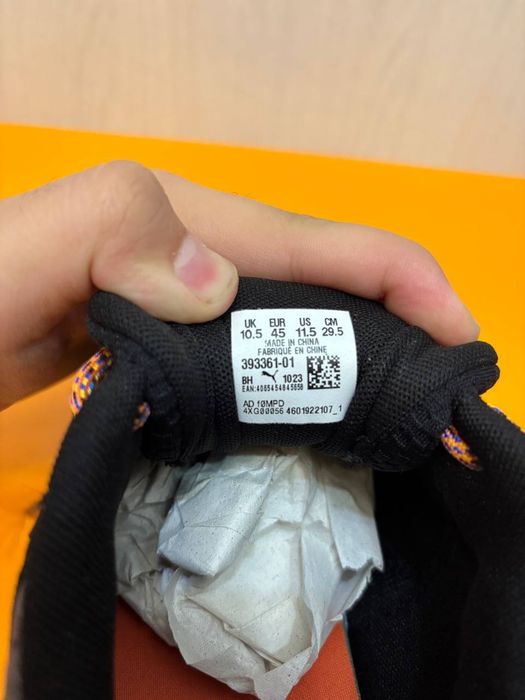 UK EUR US CM
10.5 45 11.5 29.5
MADE IN CHINA
FABRIQUÉ EN CHINE
393361-01
BH 1023
EAN:4065454845658
AD 10MPD
4XG00056 4601922107_1